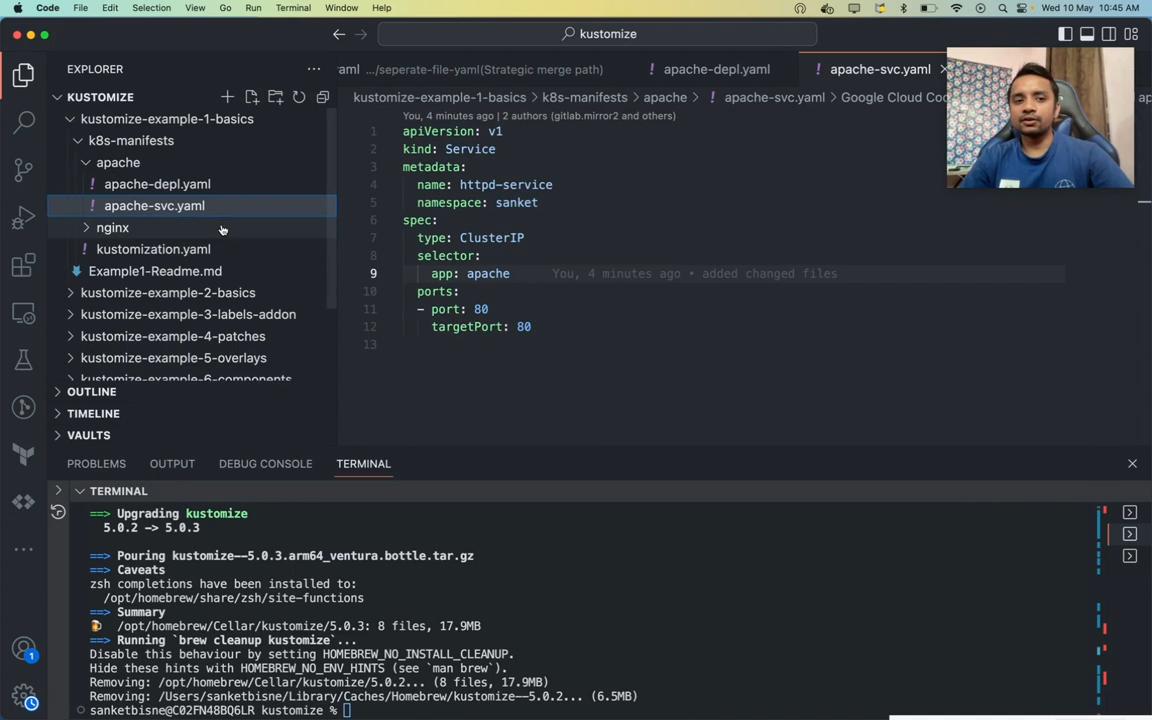 Code File Edit Selection View Go Run Terminal Window Help Wed 10 May 10:45 AM
kustomize
EXPLORER
yaml .../seperate-file-yaml(Strategic merge path) apache-depl.yaml apache-svc.yaml
KUSTOMIZE
kustomize-example-1-basics > k8s-manifests > apache > ! apache-svc.yaml > Google Cloud Co
kustomize-example-1-basics
k8s-manifests
apache
! apache-depl.yaml
! apache-svc.yaml
nginx
! kustomization.yaml
Example1-Readme.md
kustomize-example-2-basics
kustomize-example-3-labels-addon
kustomize-example-4-patches
kustomize-example-5-overlays
kustomize-example-6-components
OUTLINE
TIMELINE
VAULTS
You, 4 minutes ago | 2 authors (gitlab.mirror2 and others)
1 apiVersion: v1
2 kind: Service
3 metadata:
4 name: httpd-service
5 namespace: sanket
6 spec:
7 type: ClusterIP
8 selector:
9 app: apache You, 4 minutes ago • added changed files
10 ports:
11 - port: 80
12 targetPort: 80
13
PROBLEMS OUTPUT DEBUG CONSOLE TERMINAL
TERMINAL
==> Upgrading kustomize
5.0.2 -> 5.0.3
==> Pouring kustomize--5.0.3.arm64_ventura.bottle.tar.gz
==> Caveats
zsh completions have been installed to:
/opt/homebrew/share/zsh/site-functions
==> Summary
/opt/homebrew/Cellar/kustomize/5.0.3: 8 files, 17.9MB
==> Running `brew cleanup kustomize`...
Disable this behaviour by setting HOMEBREW_NO_INSTALL_CLEANUP.
Hide these hints with HOMEBREW_NO_ENV_HINTS (see `man brew`).
Removing: /opt/homebrew/Cellar/kustomize/5.0.2... (8 files, 17.9MB)
Removing: /Users/sanketbisne/Library/Caches/Homebrew/kustomize--5.0.2... (6.5MB)
sanketbisne@C02FN48BQ6LR kustomize %
1